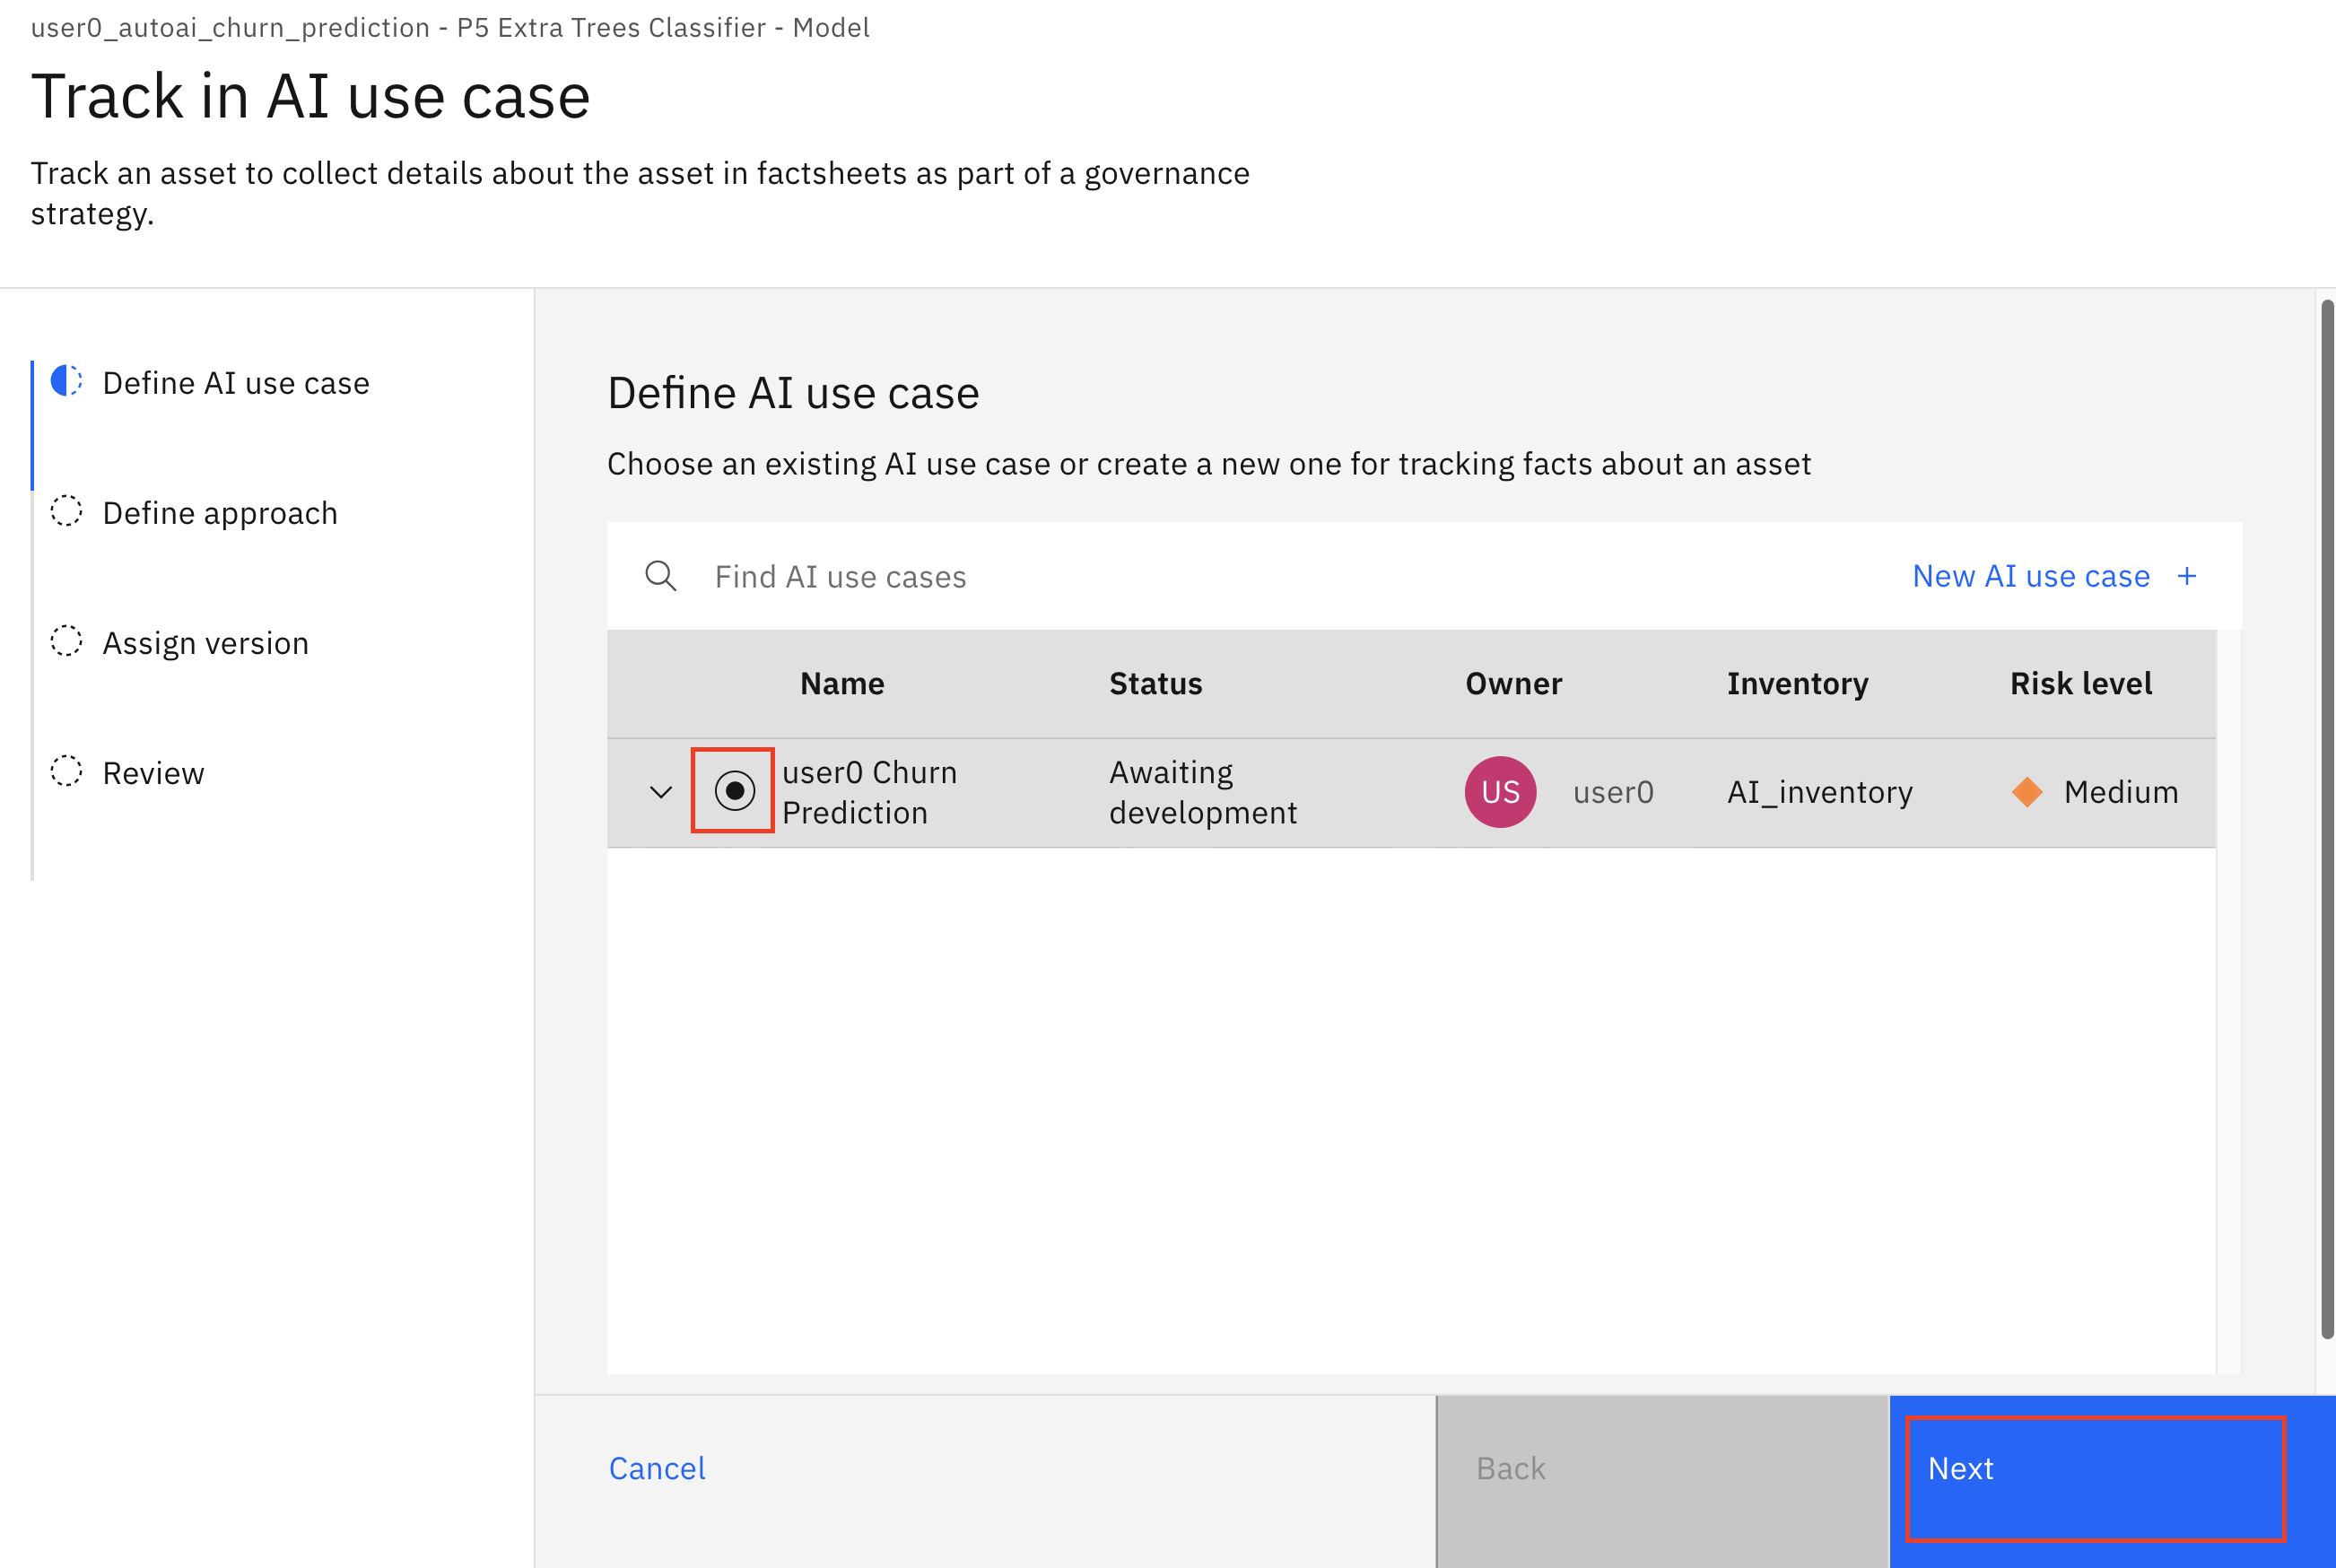 user0_autoai_churn_prediction - P5 Extra Trees Classifier - Model
Track in AI use case
Track an asset to collect details about the asset in factsheets as part of a governance
strategy.
Define AI use case
Define approach
Assign version
Review
Define AI use case
Choose an existing AI use case or create a new one for tracking facts about an asset
Find AI use cases
New AI use case +
Name Status Owner Inventory Risk level
user0 Churn
Prediction
Awaiting
development
US user0
AI_inventory
Medium
Cancel
Back
Next